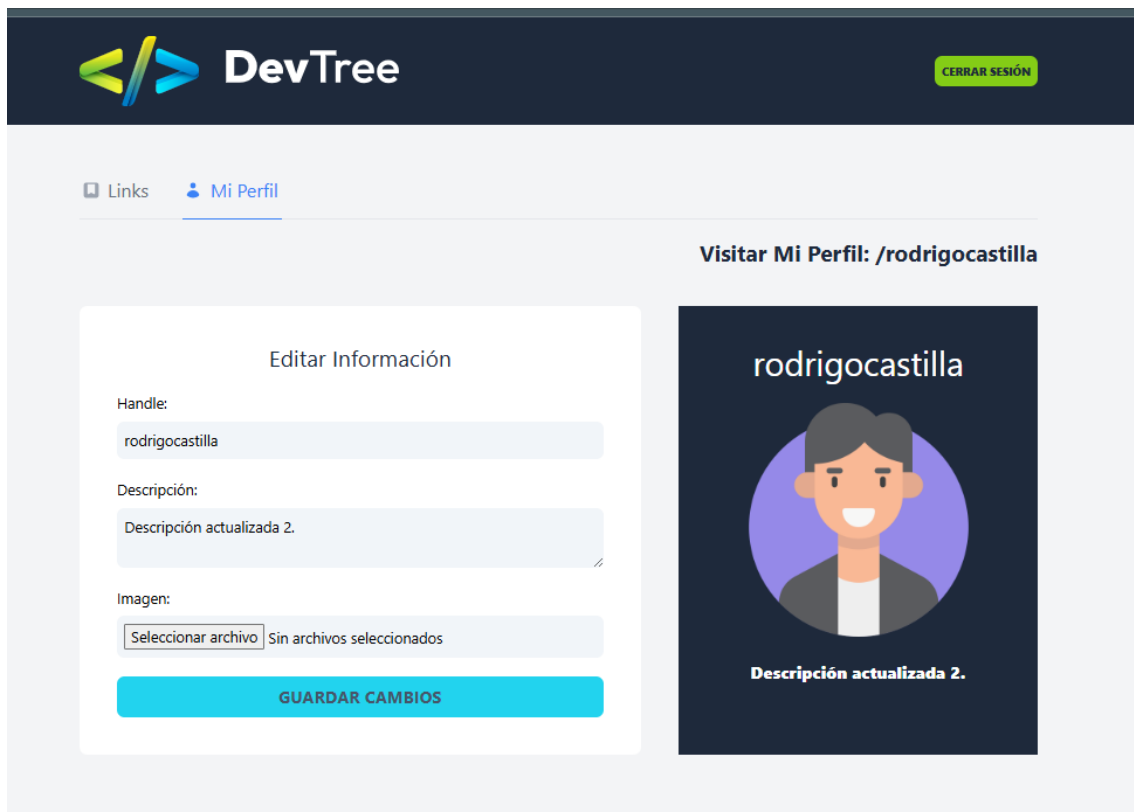 </> DevTree
CERRAR SESIÓN
Links
Mi Perfil
Visitar Mi Perfil: /rodrigocastilla
Editar Información
Handle:
rodrigocastilla
Descripción:
Descripción actualizada 2.
Imagen:
Seleccionar archivo Sin archivos seleccionados
GUARDAR CAMBIOS
rodrigocastilla
Descripción actualizada 2.